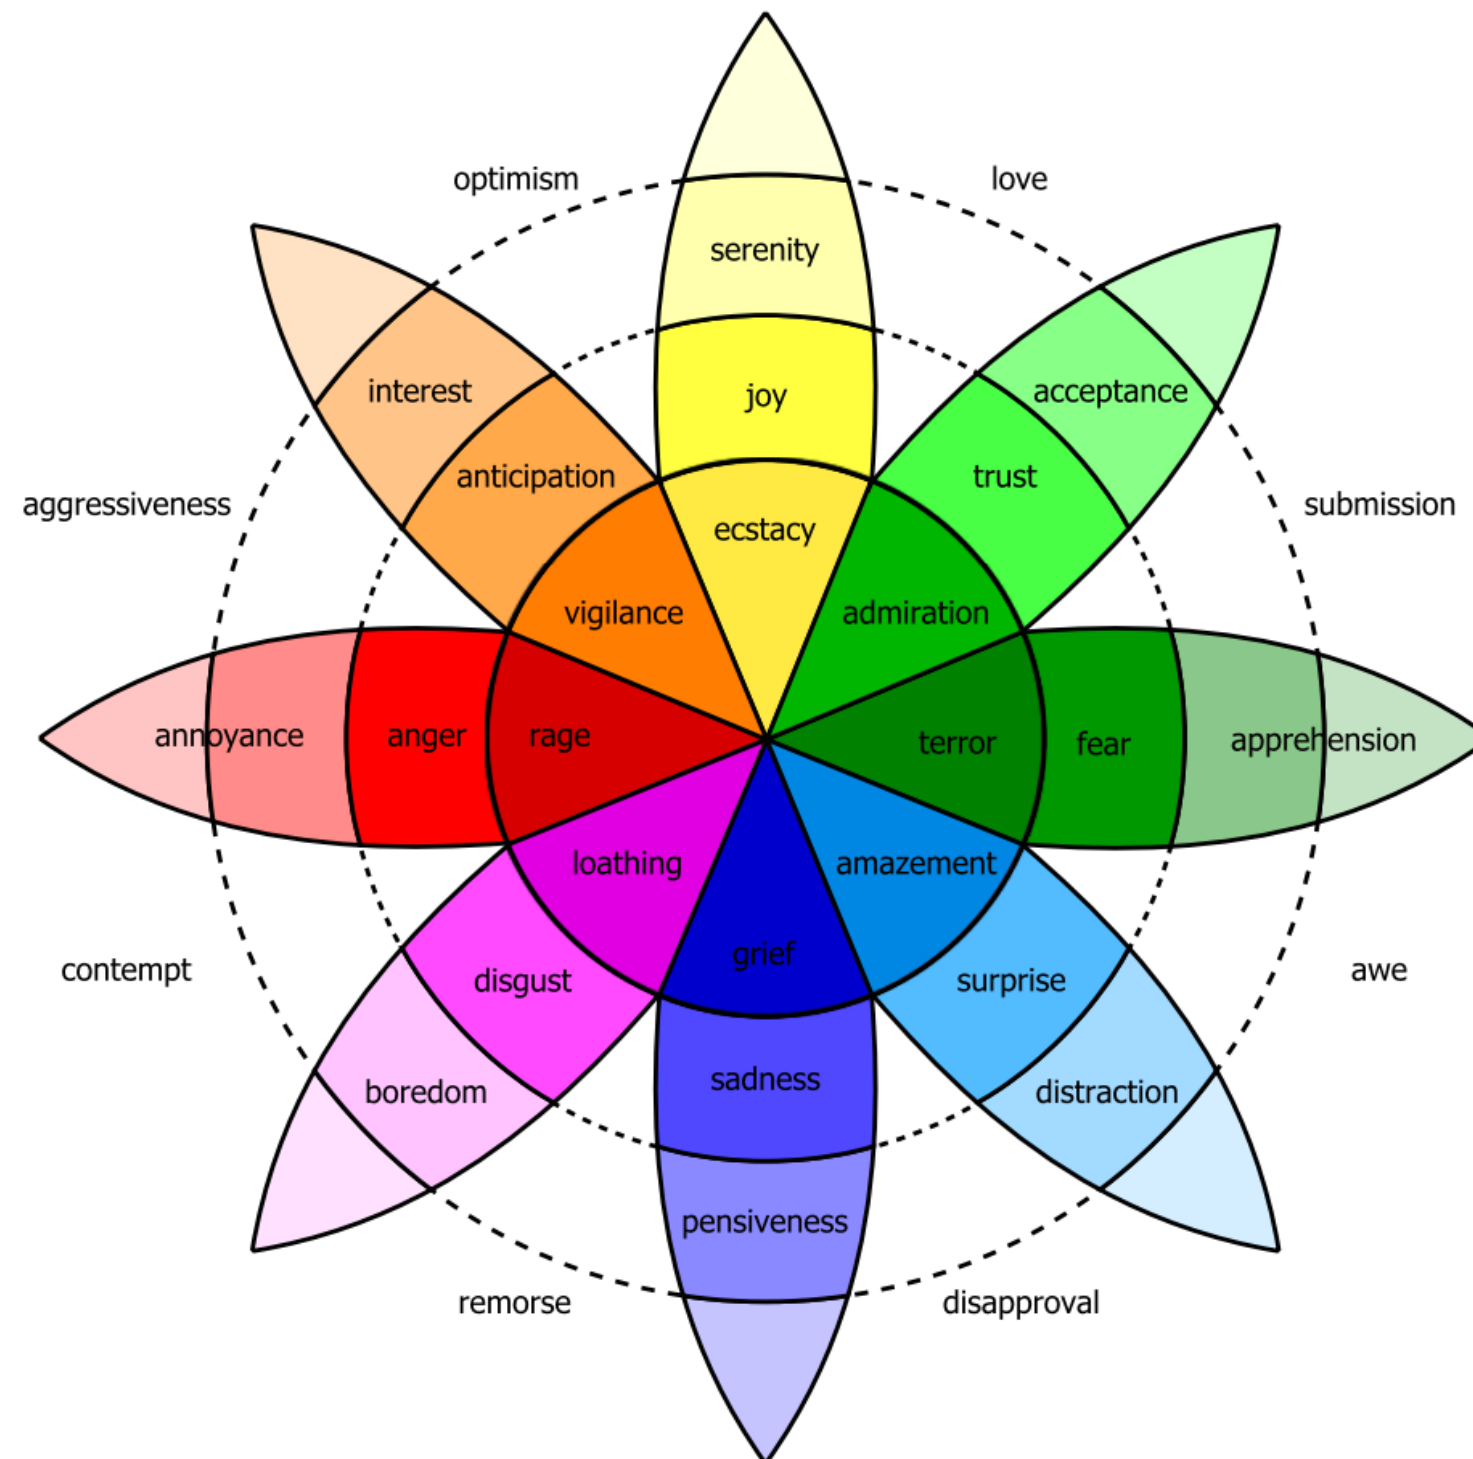 optimism
love
serenity
interest
acceptance
joy
anticipation
trust
aggressiveness
submission
ecstacy
vigilance
admiration
annoyance
anger
rage
terror
fear
apprehension
loathing
amazement
grief
contempt
awe
disgust
surprise
sadness
boredom
distraction
pensiveness
remorse
disapproval